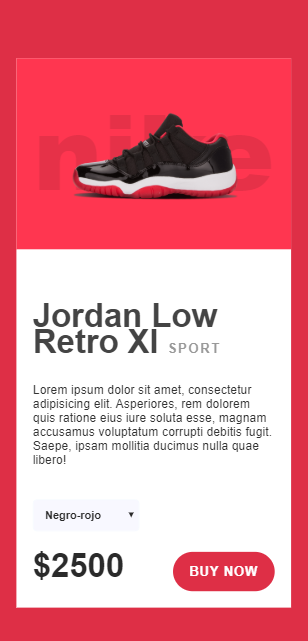 nike
Jordan Low
Retro XI SPORT
Lorem ipsum dolor sit amet, consectetur
adipisicing elit. Asperiores, rem dolorem
quis ratione eius iure soluta esse, magnam
accusamus voluptatum corrupti debitis fugit.
Saepe, ipsam mollitia ducimus nulla quae
libero!
Negro-rojo
$2500 BUY NOW